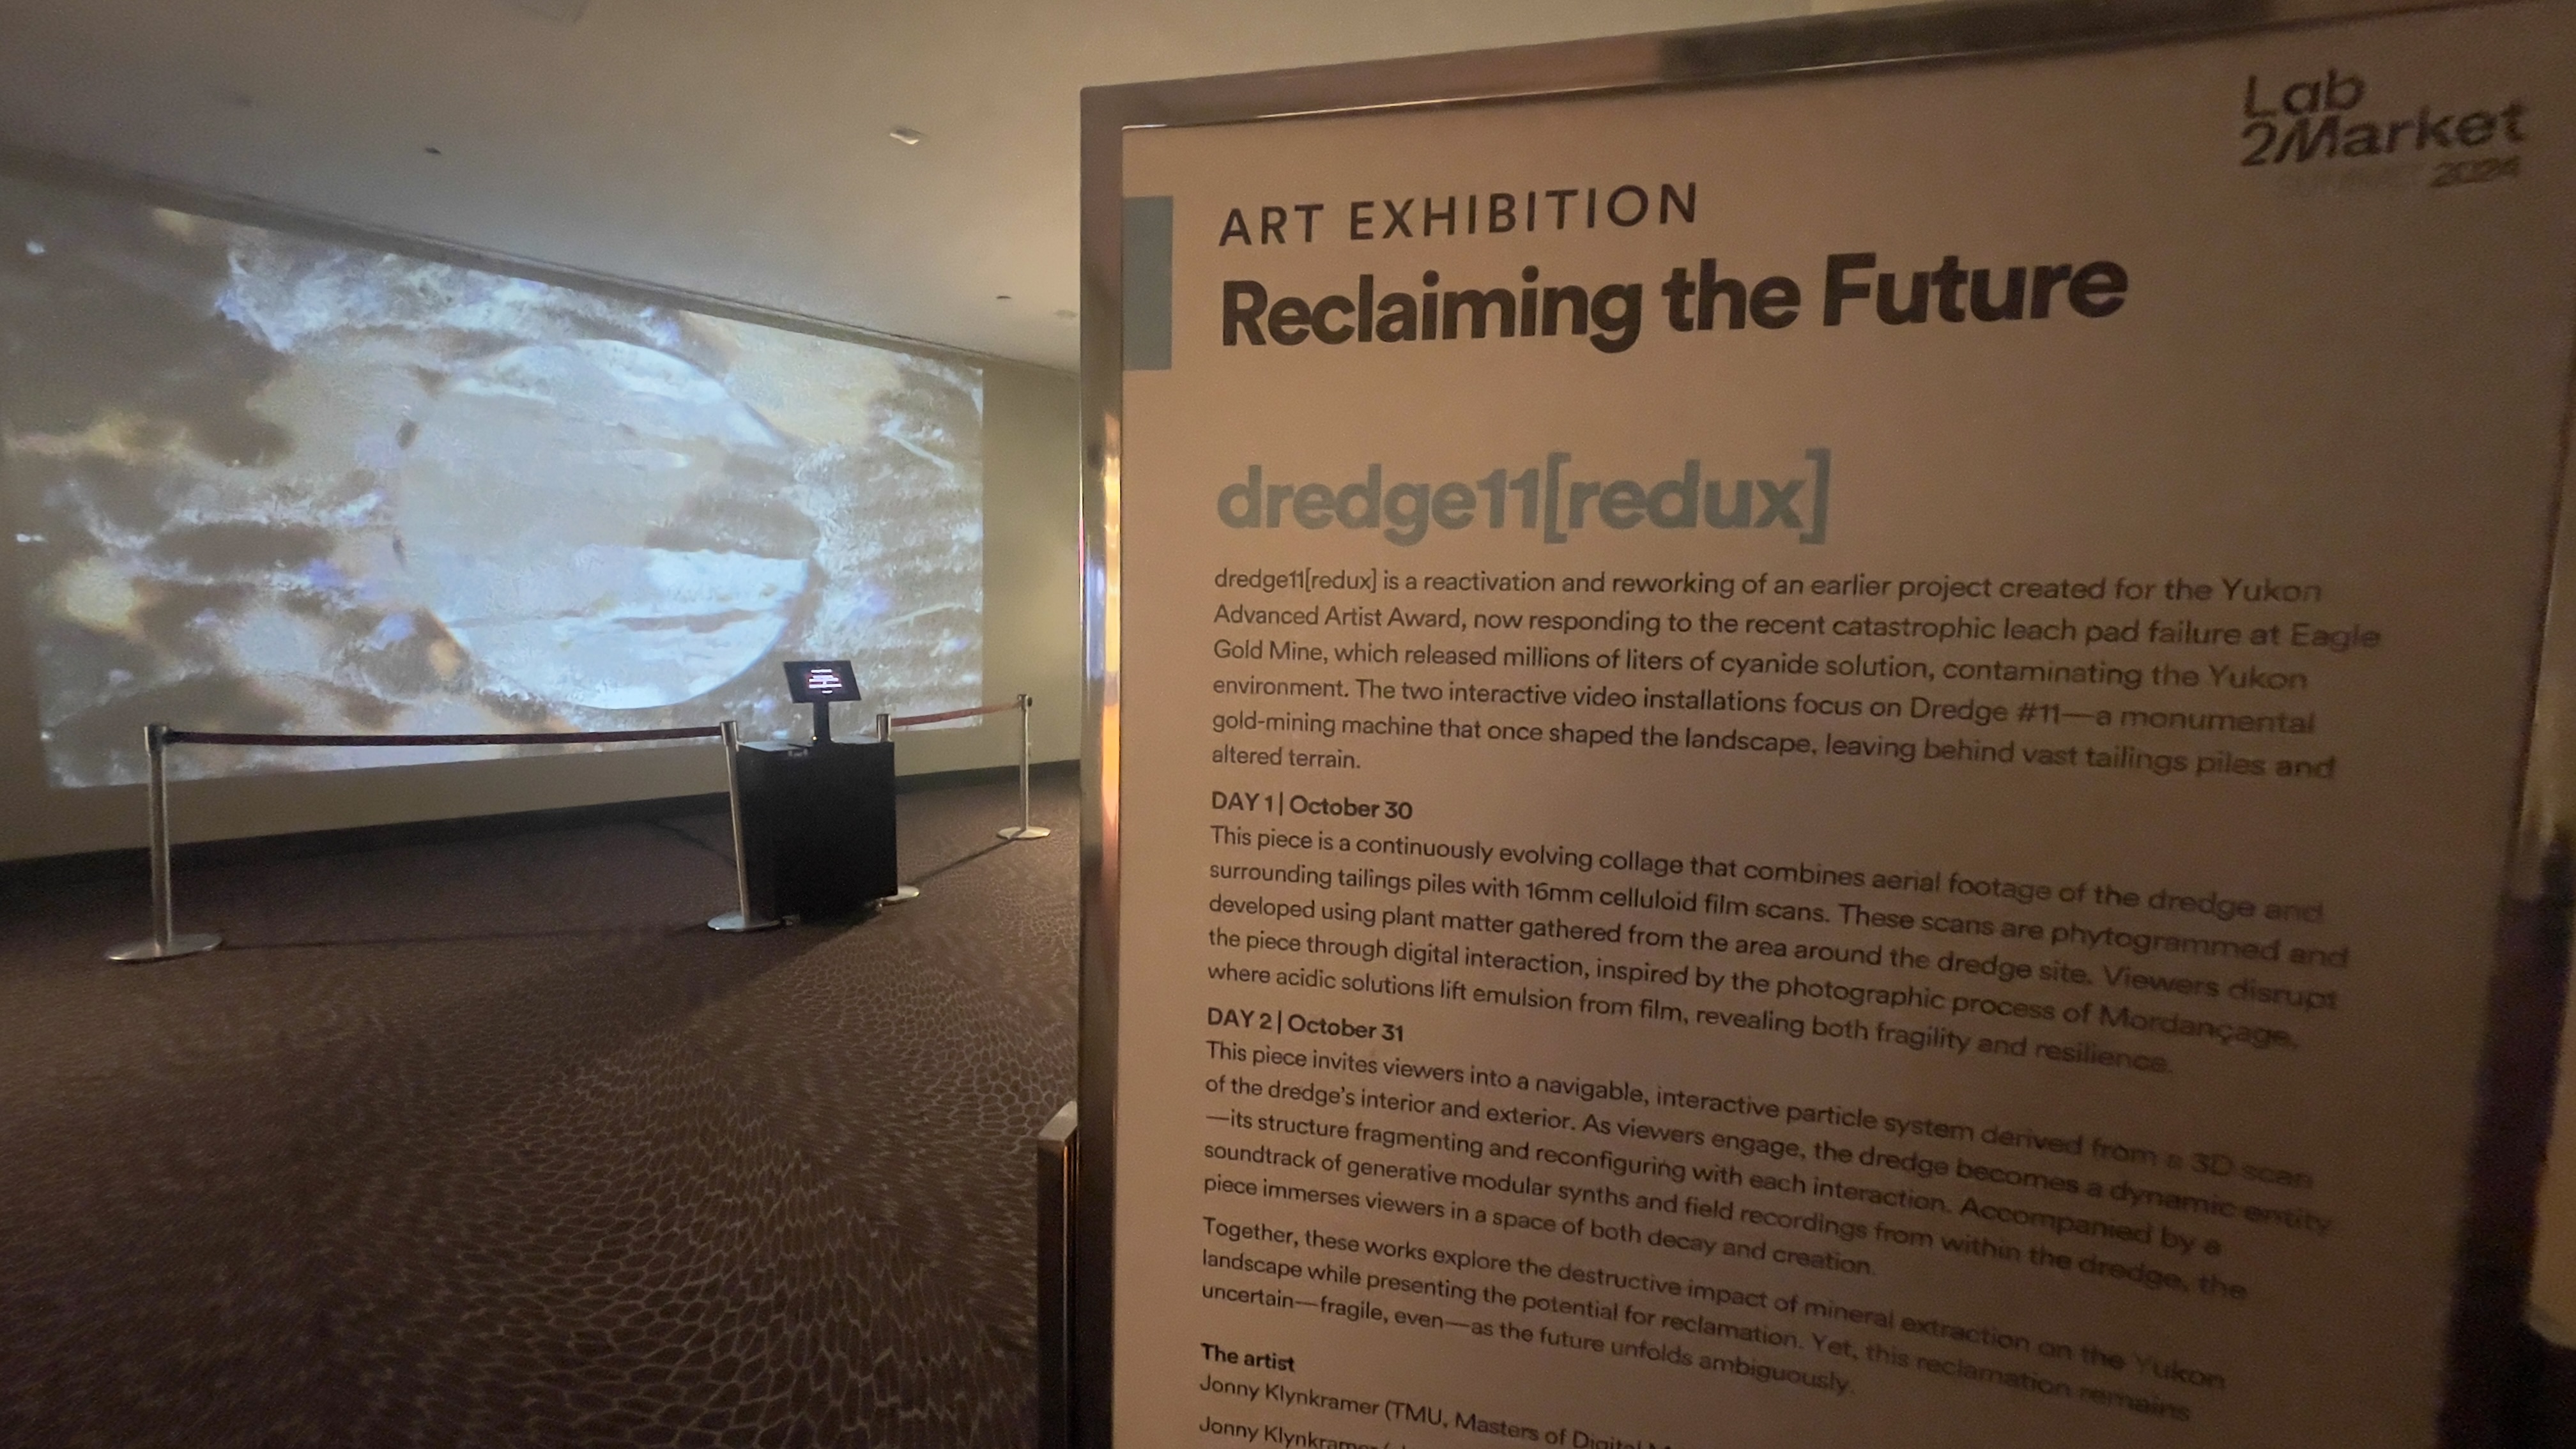 Lab
2Market
2024
ART EXHIBITION
Reclaiming the Future
dredge11[redux]
dredge11[redux] is a reactivation and reworking of an earlier project created for the Yukon
Advanced Artist Award, now responding to the recent catastrophic leach pad failure at Eagle
Gold Mine, which released millions of liters of cyanide solution, contaminating the Yukon
environment. The two interactive video installations focus on Dredge #11—a monumental
gold-mining machine that once shaped the landscape, leaving behind vast tailings piles and
altered terrain.
DAY 1 | October 30
This piece is a continuously evolving collage that combines aerial footage of the dredge and
surrounding tailings piles with 16mm celluloid film scans. These scans are phytogrammed and
developed using plant matter gathered from the area around the dredge site. Viewers disrupt
the piece through digital interaction, inspired by the photographic process of Mordançage,
where acidic solutions lift emulsion from film, revealing both fragility and resilience.
DAY 2 | October 31
This piece invites viewers into a navigable, interactive particle system derived from a 3D scan
of the dredge's interior and exterior. As viewers engage, the dredge becomes a dynamic entity
—its structure fragmenting and reconfiguring with each interaction. Accompanied by a
soundtrack of generative modular synths and field recordings from within the dredge, the
piece immerses viewers in a space of both decay and creation.
Together, these works explore the destructive impact of mineral extraction on the Yukon
landscape while presenting the potential for reclamation. Yet, this reclamation remains
uncertain—fragile, even—as the future unfolds ambiguously.
The artist
Jonny Klynkramer (TMU, Masters of Digital
Jonny Klynkramer